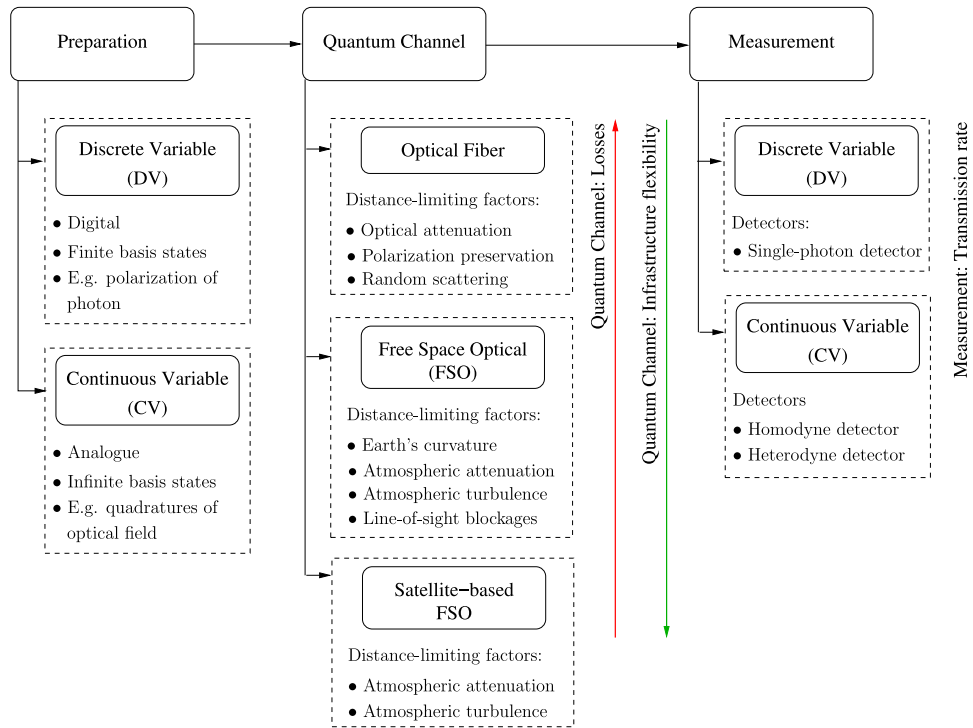 Preparation
Quantum Channel
Measurement
Discrete Variable
(DV)
● Digital
● Finite basis states
● E.g. polarization of
photon
Continuous Variable
(CV)
● Analogue
● Infinite basis states
● E.g. quadratures of
optical field
Optical Fiber
Distance-limiting factors:
● Optical attenuation
● Polarization preservation
● Random scattering
Free Space Optical
(FSO)
Distance-limiting factors:
● Earth's curvature
● Atmospheric attenuation
● Atmospheric turbulence
● Line-of-sight blockages
Satellite−based
FSO
Distance-limiting factors:
● Atmospheric attenuation
● Atmospheric turbulence
Quantum Channel: Losses
Quantum Channel: Infrastructure flexibility
Discrete Variable
(DV)
Detectors:
● Single-photon detector
Continuous Variable
(CV)
Detectors
● Homodyne detector
● Heterodyne detector
Measurement: Transmission rate